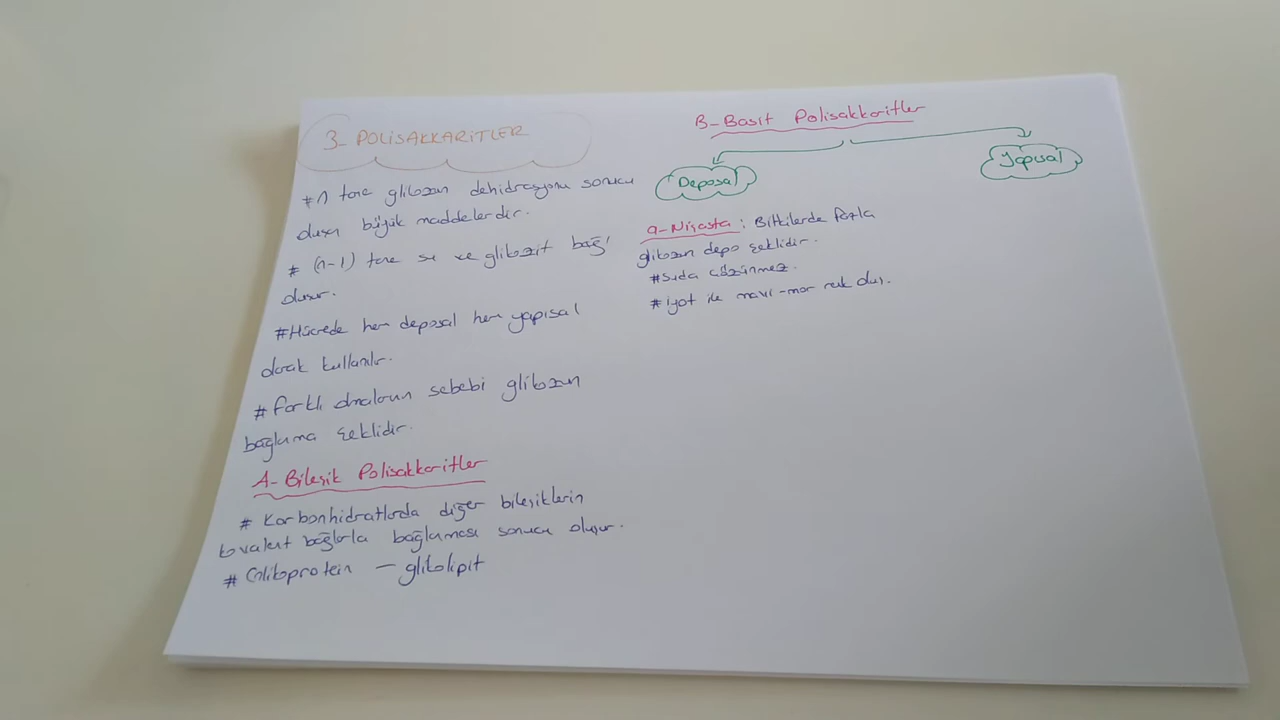 3- POLİSAKKARİTLER
# n tane glikozun dehidrasyonu sonucu
oluşan büyük maddelerdir.
# (n-1) tane su ve glikozit bağı
oluşur.
# Hücrede hem deposal hem yapısal
olarak kullanılır.
# Farklı olmalarının sebebi glikozun
bağlanma şeklidir.
A- Bileşik Polisakkaritler
# Karbonhidratlarda diğer bileşiklerin
kovalent bağlarla bağlanması sonucu oluşur.
# Glikoprotein - glikolipit
B- Basit Polisakkaritler
Deposal
Yapısal
a- Nişasta : Bitkilerde fazla
glikozun depo şeklidir.
# Suda çözünmez.
# İyot ile mavi-mor renk oluş.